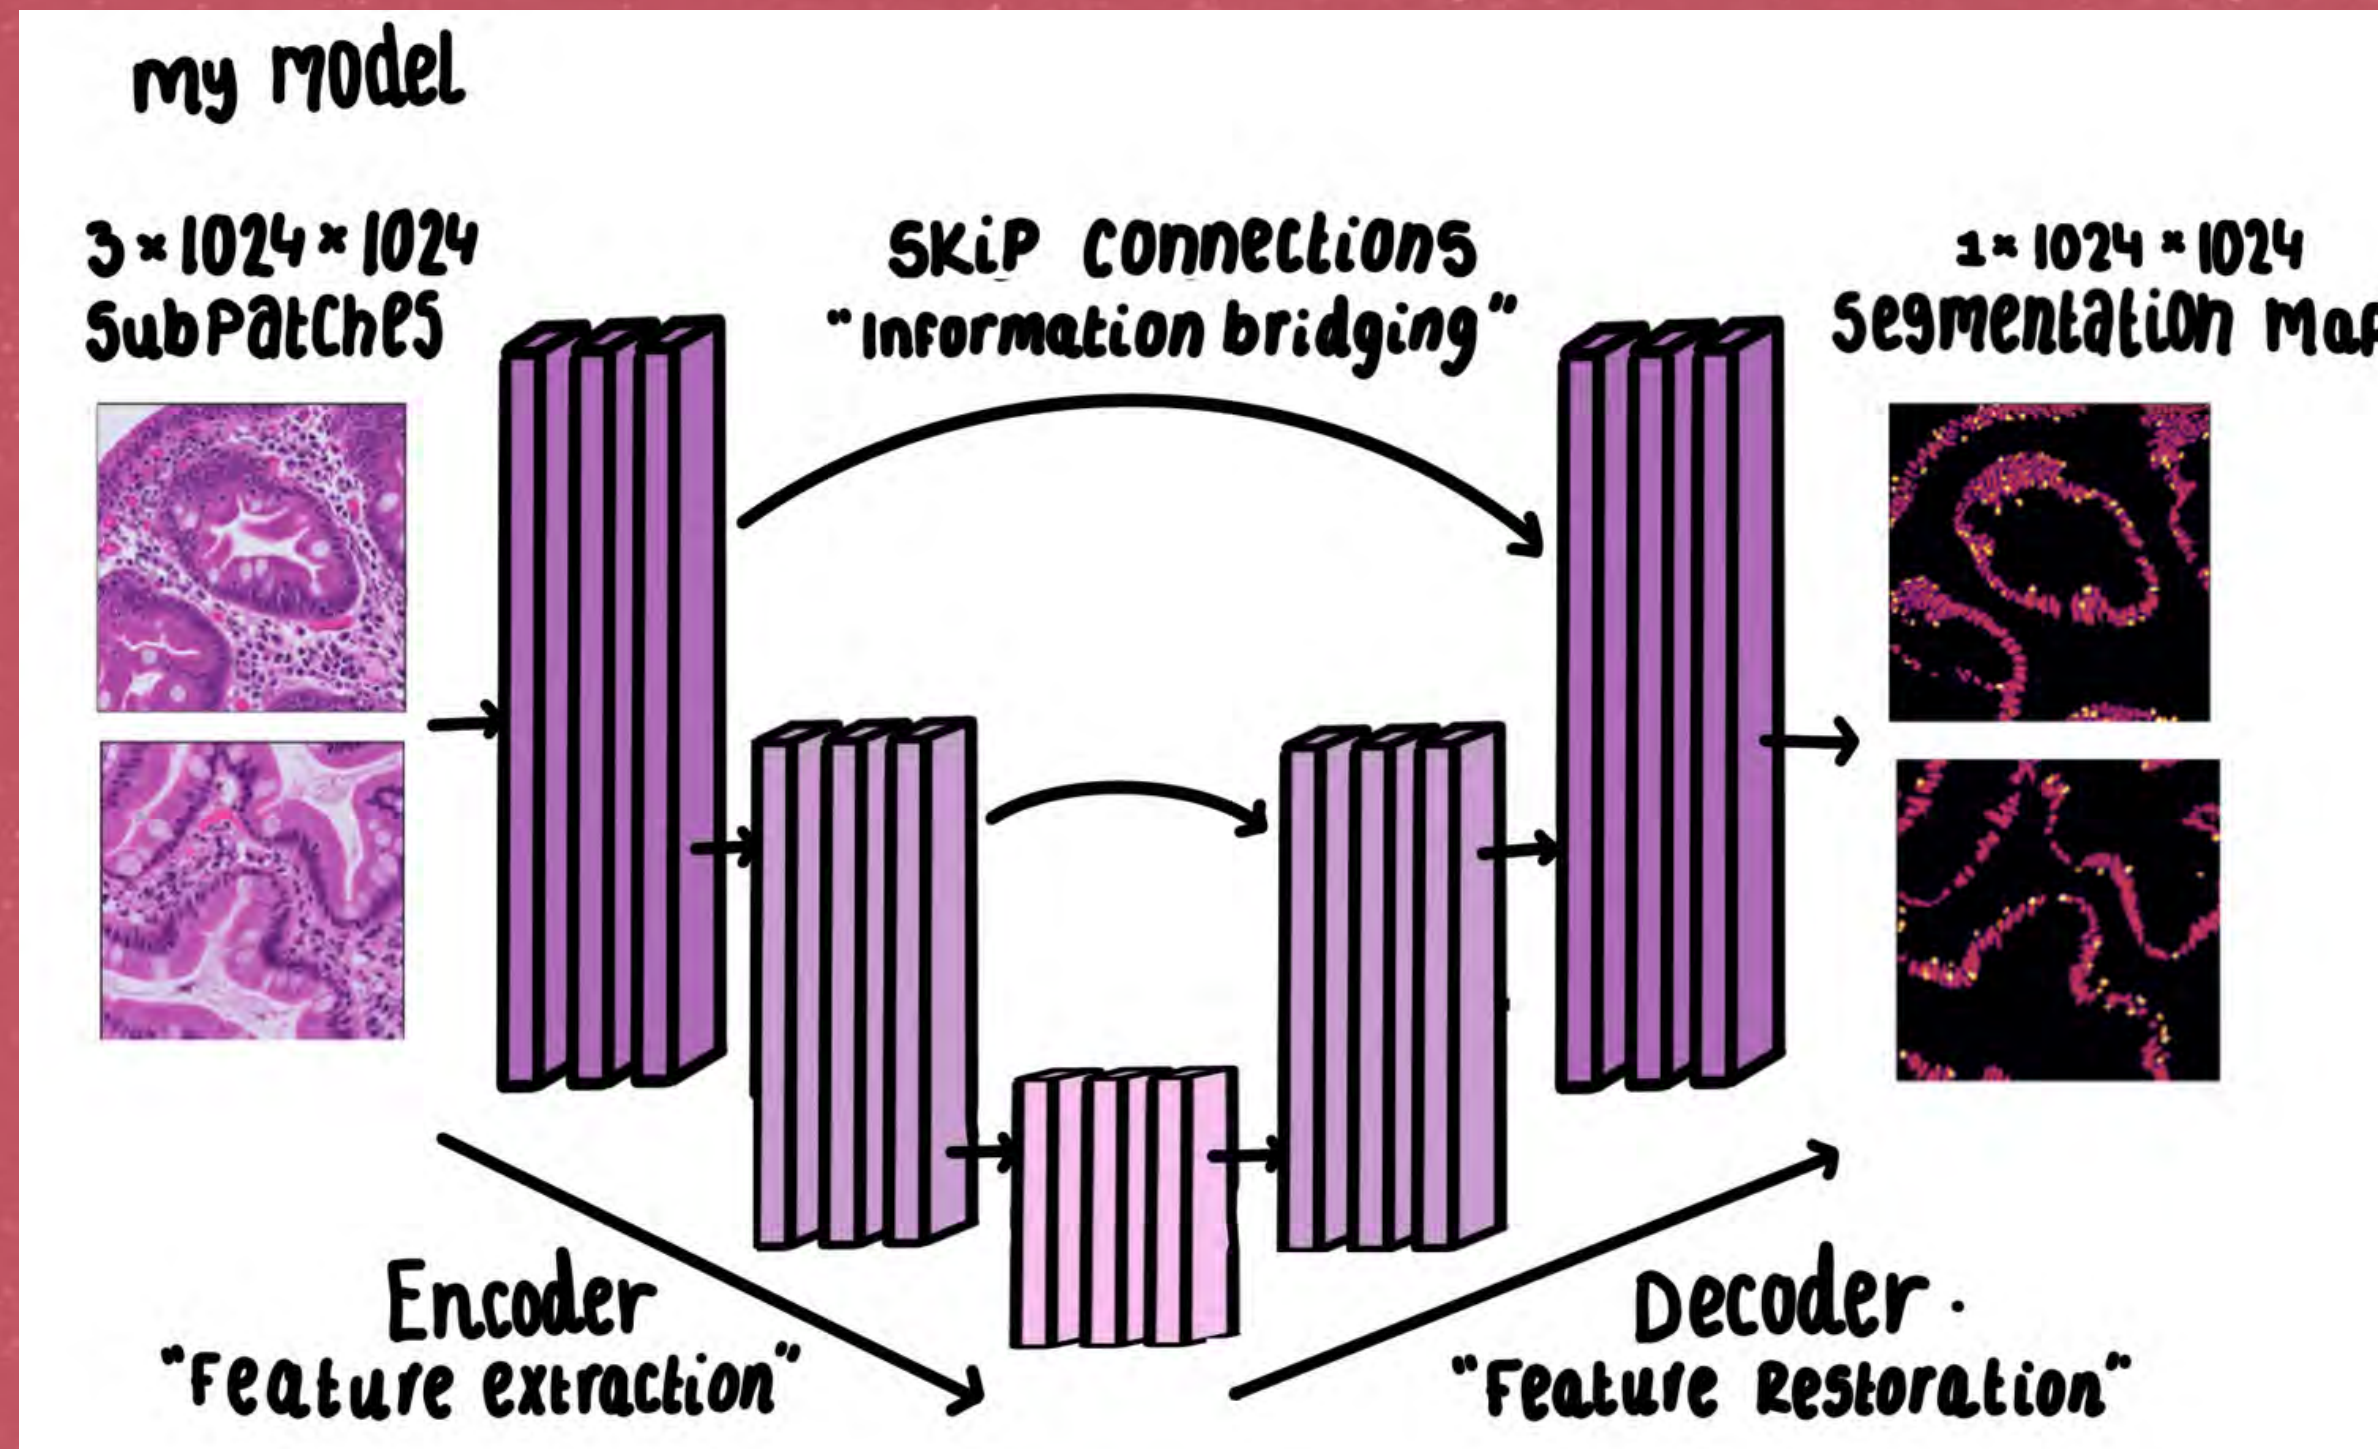 my model
3 × 1024 × 1024
SubPatches
Skip connections
"Information bridging"
1 × 1024 × 1024
Segmentation Map
Encoder
"Feature extraction"
Decoder.
"Feature Restoration"